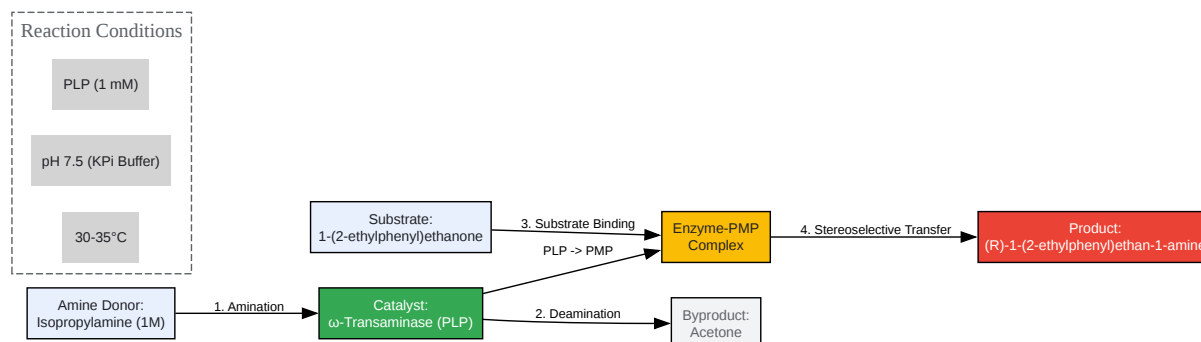 Reaction Conditions
PLP (1 mM)
pH 7.5 (KPi Buffer)
30-35°C
Substrate:
1-(2-ethylphenyl)ethanone
3. Substrate Binding
PLP -> PMP
Enzyme-PMP
Complex
4. Stereoselective Transfer
Product:
(R)-1-(2-ethylphenyl)ethan-1-amine
Amine Donor:
Isopropylamine (1M)
1. Amination
Catalyst:
ω-Transaminase (PLP)
2. Deamination
Byproduct:
Acetone